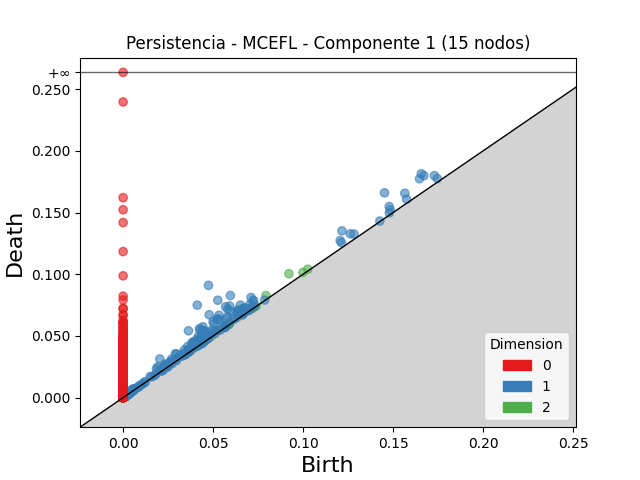 Persistencia - MCEFL - Componente 1 (15 nodos)
+∞
0.250
0.200
0.150
0.100
0.050
0.000
Death
Dimension
0
1
2
0.00 0.05 0.10 0.15 0.20 0.25
Birth